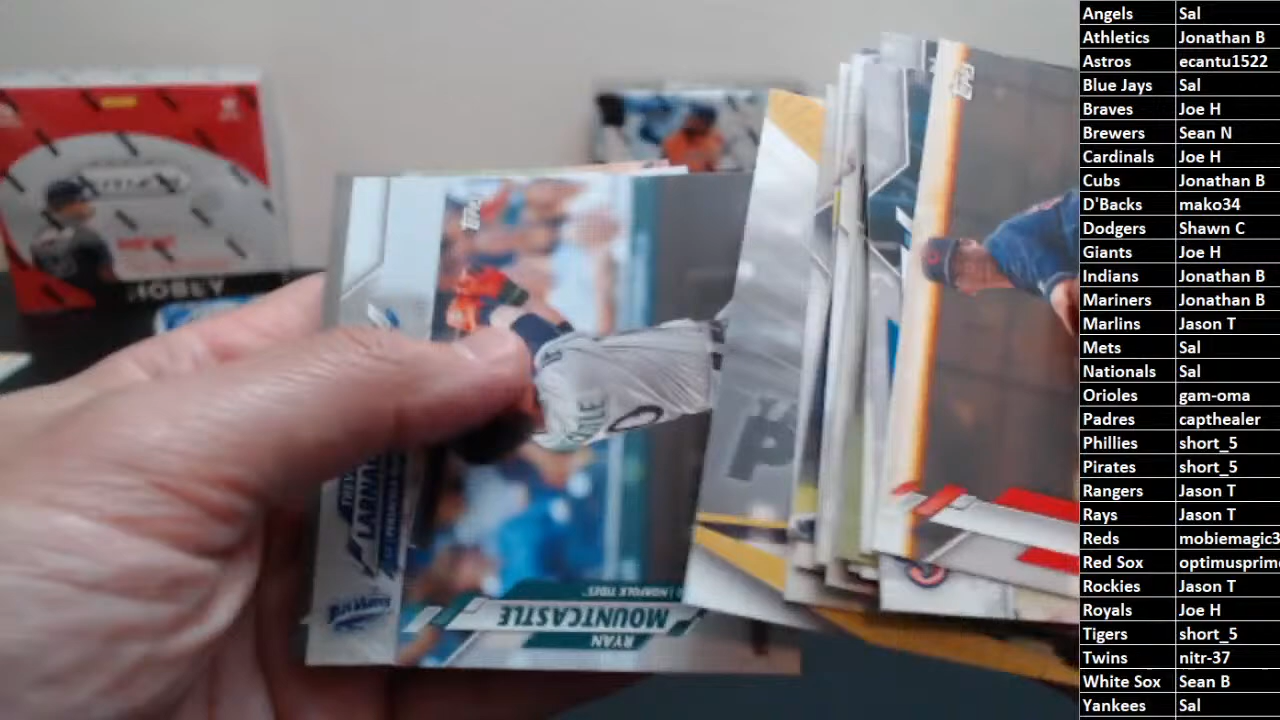 Angels Sal
Athletics Jonathan B
Astros ecantu1522
Blue Jays Sal
Braves Joe H
Brewers Sean N
Cardinals Joe H
Cubs Jonathan B
D'Backs mako34
Dodgers Shawn C
Giants Joe H
Indians Jonathan B
Mariners Jonathan B
Marlins Jason T
Mets Sal
Nationals Sal
Orioles gam-oma
Padres capthealer
Phillies short_5
Pirates short_5
Rangers Jason T
Rays Jason T
Reds mobiemagic3
Red Sox optimusprim
Rockies Jason T
Royals Joe H
Tigers short_5
Twins nitr-37
White Sox Sean B
Yankees Sal
HOBBY
Topps
NORFOLK TIDES
MOUNTCASTLE
RYAN
P